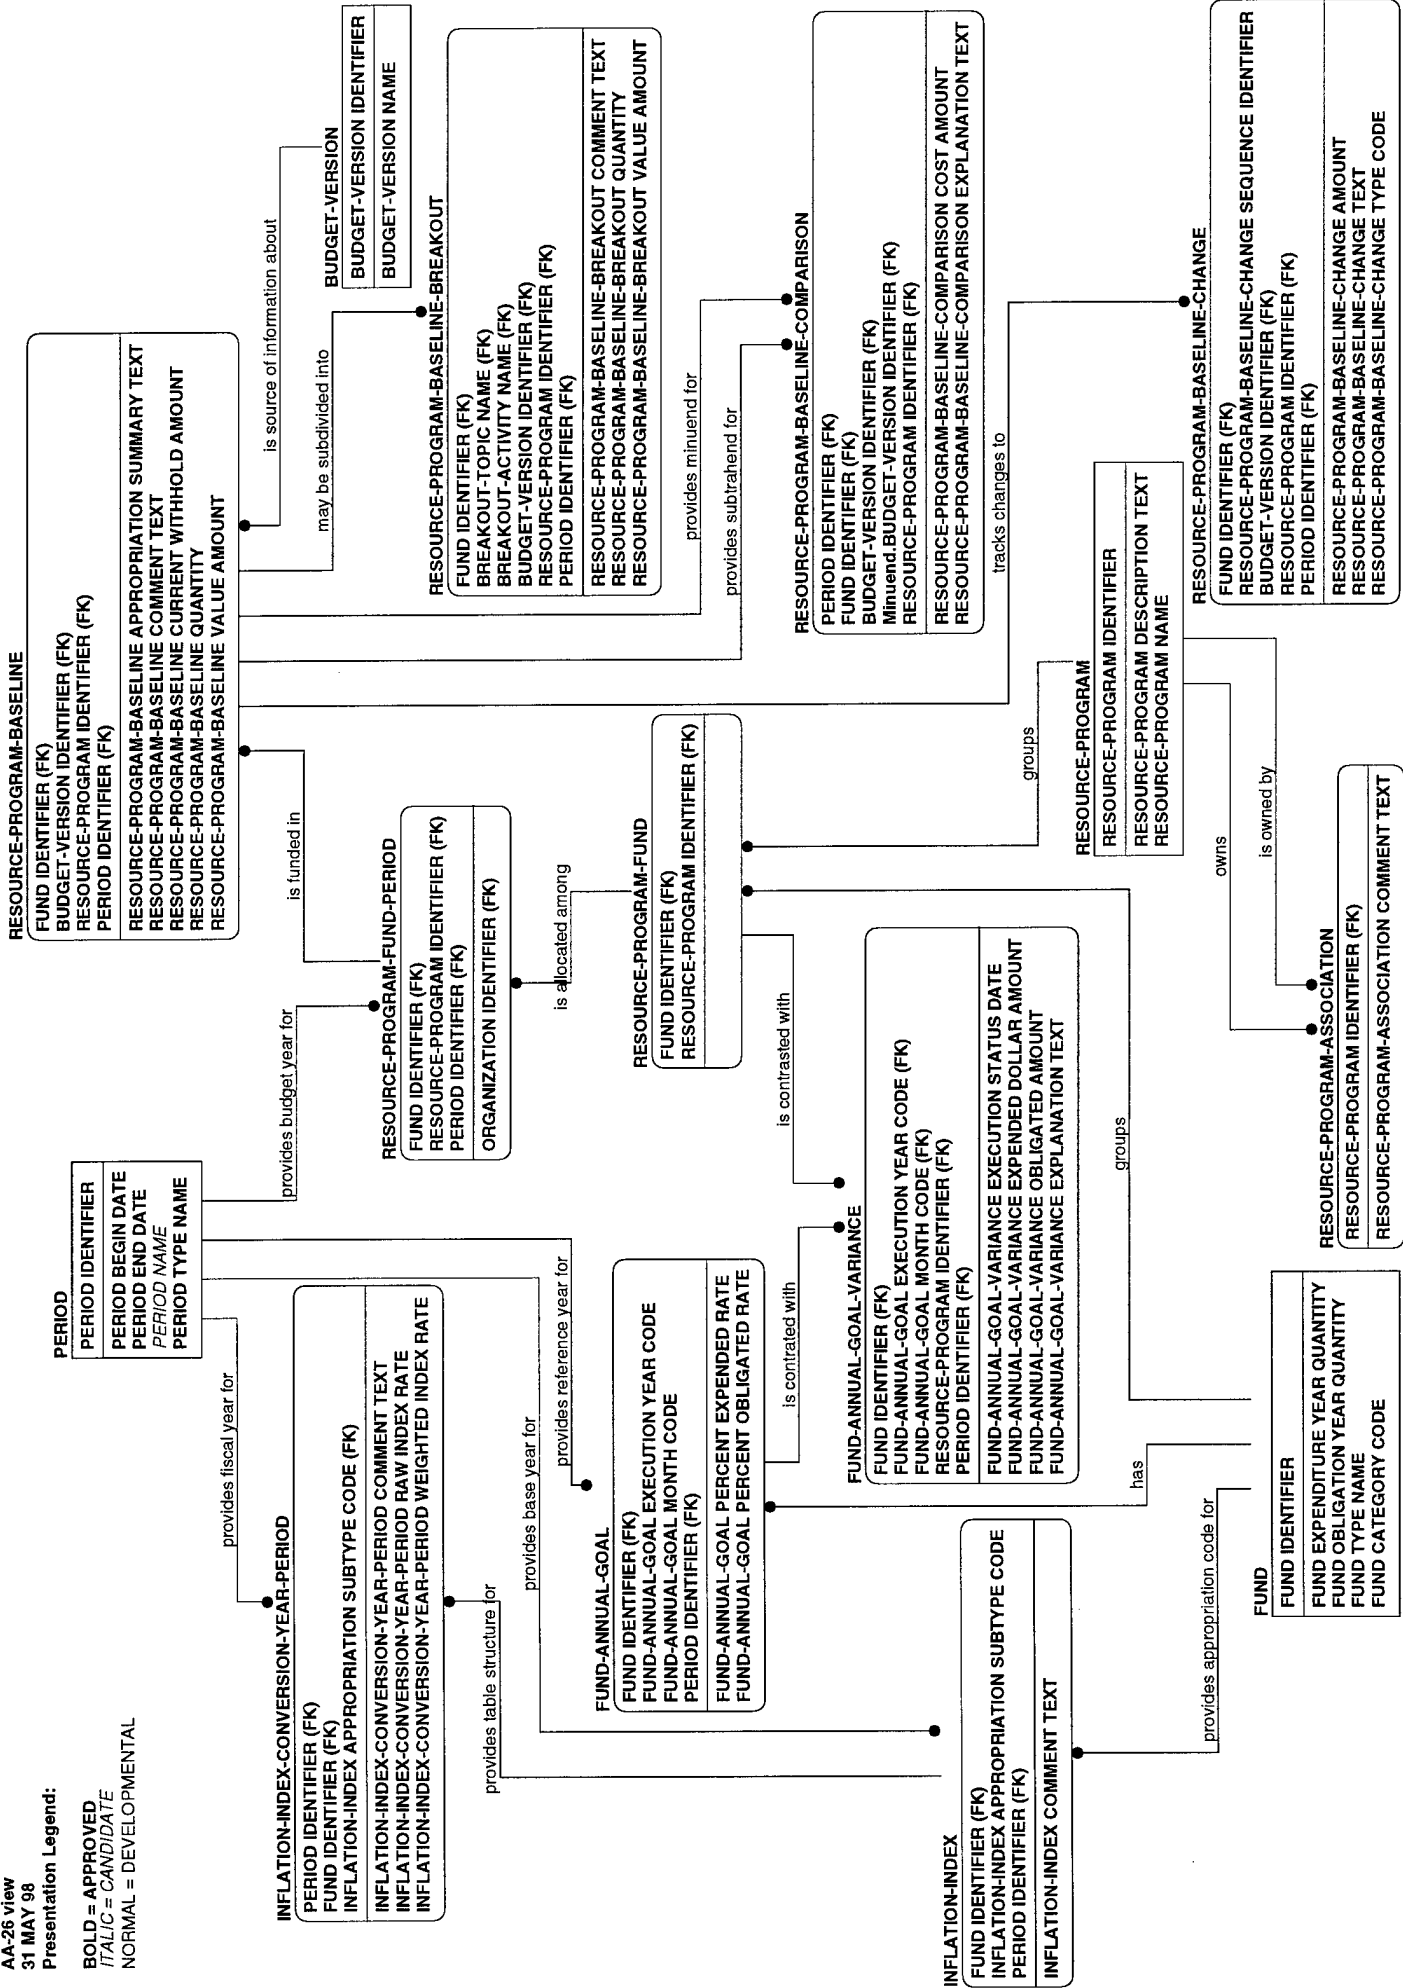 AA-26 view
31 MAY 98
Presentation Legend:
BOLD = APPROVED
ITALIC = CANDIDATE
NORMAL = DEVELOPMENTAL
PERIOD
PERIOD IDENTIFIER
PERIOD BEGIN DATE
PERIOD END DATE
PERIOD NAME
PERIOD TYPE NAME
provides fiscal year for
provides base year for
provides reference year for
provides budget year for
RESOURCE-PROGRAM-BASELINE
FUND IDENTIFIER (FK)
BUDGET-VERSION IDENTIFIER (FK)
RESOURCE-PROGRAM IDENTIFIER (FK)
PERIOD IDENTIFIER (FK)
RESOURCE-PROGRAM-BASELINE APPROPRIATION SUMMARY TEXT
RESOURCE-PROGRAM-BASELINE COMMENT TEXT
RESOURCE-PROGRAM-BASELINE CURRENT WITHHOLD AMOUNT
RESOURCE-PROGRAM-BASELINE QUANTITY
RESOURCE-PROGRAM-BASELINE VALUE AMOUNT
is funded in
is source of information about
may be subdivided into
provides minuend for
provides subtrahend for
tracks changes to
BUDGET-VERSION
BUDGET-VERSION IDENTIFIER
BUDGET-VERSION NAME
INFLATION-INDEX-CONVERSION-YEAR-PERIOD
PERIOD IDENTIFIER (FK)
FUND IDENTIFIER (FK)
INFLATION-INDEX APPROPRIATION SUBTYPE CODE (FK)
INFLATION-INDEX-CONVERSION-YEAR-PERIOD COMMENT TEXT
INFLATION-INDEX-CONVERSION-YEAR-PERIOD RAW INDEX RATE
INFLATION-INDEX-CONVERSION-YEAR-PERIOD WEIGHTED INDEX RATE
provides table structure for
RESOURCE-PROGRAM-FUND-PERIOD
FUND IDENTIFIER (FK)
RESOURCE-PROGRAM IDENTIFIER (FK)
PERIOD IDENTIFIER (FK)
ORGANIZATION IDENTIFIER (FK)
is allocated among
RESOURCE-PROGRAM-BASELINE-BREAKOUT
FUND IDENTIFIER (FK)
BREAKOUT-TOPIC NAME (FK)
BREAKOUT-ACTIVITY NAME (FK)
BUDGET-VERSION IDENTIFIER (FK)
RESOURCE-PROGRAM IDENTIFIER (FK)
PERIOD IDENTIFIER (FK)
RESOURCE-PROGRAM-BASELINE-BREAKOUT COMMENT TEXT
RESOURCE-PROGRAM-BASELINE-BREAKOUT QUANTITY
RESOURCE-PROGRAM-BASELINE-BREAKOUT VALUE AMOUNT
FUND-ANNUAL-GOAL
FUND IDENTIFIER (FK)
FUND-ANNUAL-GOAL EXECUTION YEAR CODE
FUND-ANNUAL-GOAL MONTH CODE
PERIOD IDENTIFIER (FK)
FUND-ANNUAL-GOAL PERCENT EXPENDED RATE
FUND-ANNUAL-GOAL PERCENT OBLIGATED RATE
is contrated with
RESOURCE-PROGRAM-FUND
FUND IDENTIFIER (FK)
RESOURCE-PROGRAM IDENTIFIER (FK)
is contrasted with
groups
RESOURCE-PROGRAM-BASELINE-COMPARISON
PERIOD IDENTIFIER (FK)
FUND IDENTIFIER (FK)
BUDGET-VERSION IDENTIFIER (FK)
Minuend.BUDGET-VERSION IDENTIFIER (FK)
RESOURCE-PROGRAM IDENTIFIER (FK)
RESOURCE-PROGRAM-BASELINE-COMPARISON COST AMOUNT
RESOURCE-PROGRAM-BASELINE-COMPARISON EXPLANATION TEXT
FUND-ANNUAL-GOAL-VARIANCE
FUND IDENTIFIER (FK)
FUND-ANNUAL-GOAL EXECUTION YEAR CODE (FK)
FUND-ANNUAL-GOAL MONTH CODE (FK)
RESOURCE-PROGRAM IDENTIFIER (FK)
PERIOD IDENTIFIER (FK)
FUND-ANNUAL-GOAL-VARIANCE EXECUTION STATUS DATE
FUND-ANNUAL-GOAL-VARIANCE EXPENDED DOLLAR AMOUNT
FUND-ANNUAL-GOAL-VARIANCE OBLIGATED AMOUNT
FUND-ANNUAL-GOAL-VARIANCE EXPLANATION TEXT
INFLATION-INDEX
FUND IDENTIFIER (FK)
INFLATION-INDEX APPROPRIATION SUBTYPE CODE
PERIOD IDENTIFIER (FK)
INFLATION-INDEX COMMENT TEXT
groups
has
provides appropriation code for
RESOURCE-PROGRAM
RESOURCE-PROGRAM IDENTIFIER
RESOURCE-PROGRAM DESCRIPTION TEXT
RESOURCE-PROGRAM NAME
owns
is owned by
RESOURCE-PROGRAM-BASELINE-CHANGE
FUND IDENTIFIER (FK)
RESOURCE-PROGRAM-BASELINE-CHANGE SEQUENCE IDENTIFIER
BUDGET-VERSION IDENTIFIER (FK)
RESOURCE-PROGRAM IDENTIFIER (FK)
PERIOD IDENTIFIER (FK)
RESOURCE-PROGRAM-BASELINE-CHANGE AMOUNT
RESOURCE-PROGRAM-BASELINE-CHANGE TEXT
RESOURCE-PROGRAM-BASELINE-CHANGE TYPE CODE
FUND
FUND IDENTIFIER
FUND EXPENDITURE YEAR QUANTITY
FUND OBLIGATION YEAR QUANTITY
FUND TYPE NAME
FUND CATEGORY CODE
RESOURCE-PROGRAM-ASSOCIATION
RESOURCE-PROGRAM IDENTIFIER (FK)
RESOURCE-PROGRAM-ASSOCIATION COMMENT TEXT